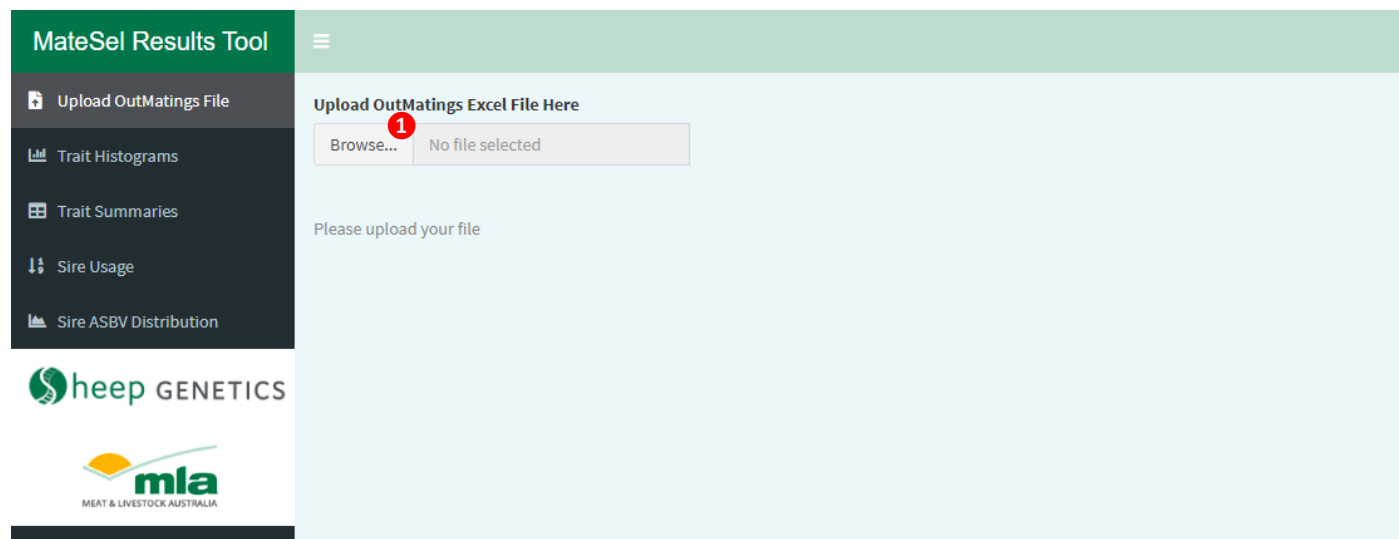 MateSel Results Tool
Upload OutMatings File
Trait Histograms
Trait Summaries
Sire Usage
Sire ASBV Distribution
Sheep GENETICS
mla
MEAT & LIVESTOCK AUSTRALIA
Upload OutMatings Excel File Here
1
Browse... No file selected
Please upload your file